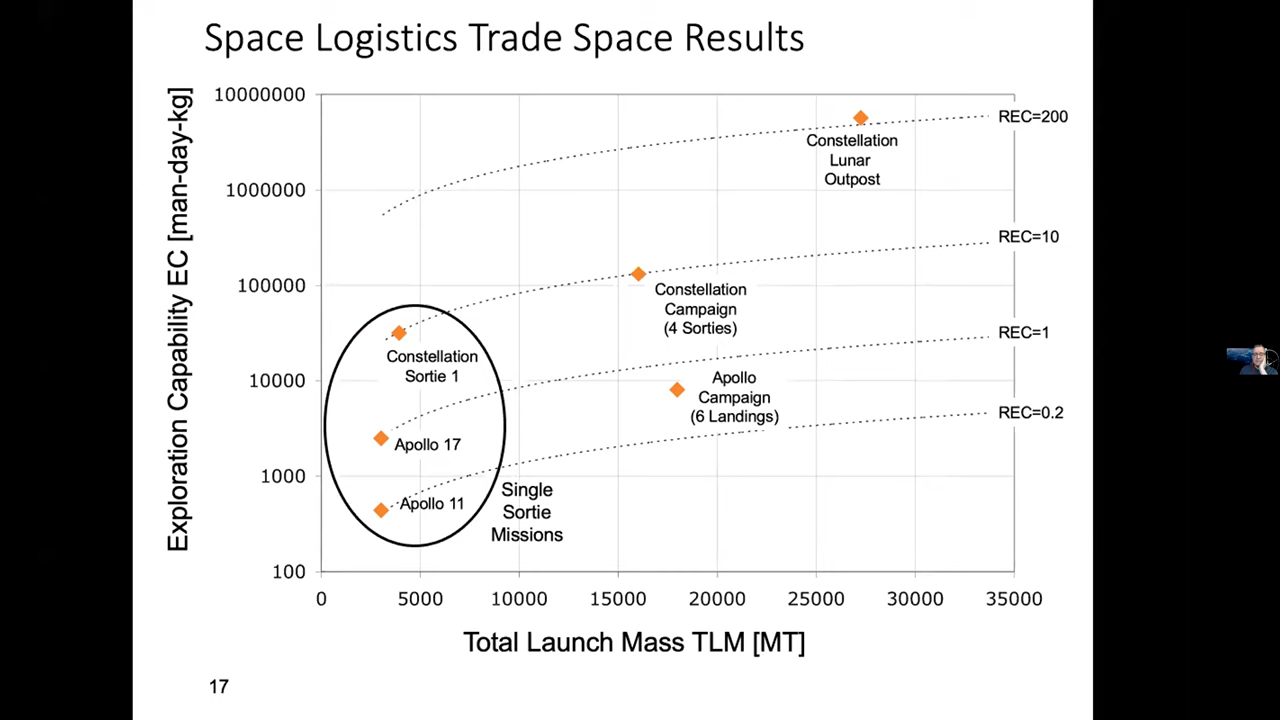 Space Logistics Trade Space Results
Exploration Capability EC [man-day-kg]
10000000
1000000
100000
10000
1000
100
REC=200
Constellation
Lunar
Outpost
REC=10
Constellation
Campaign
(4 Sorties)
REC=1
Constellation
Sortie 1
Apollo
Campaign
(6 Landings)
REC=0.2
Apollo 17
Apollo 11
Single
Sortie
Missions
0
5000
10000
15000
20000
25000
30000
35000
Total Launch Mass TLM [MT]
17